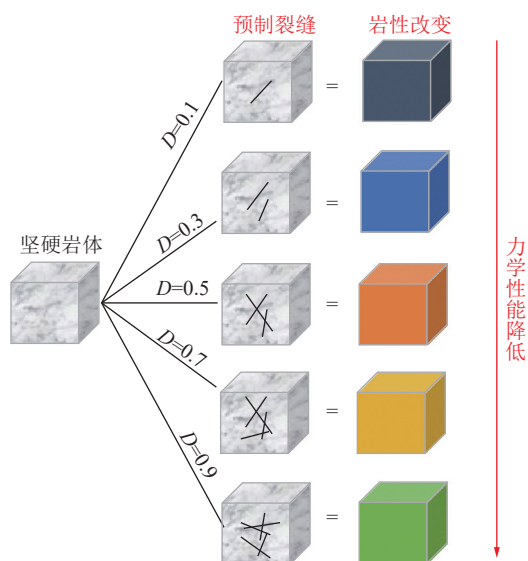 预制裂缝
岩性改变
=
D=0.1
=
D=0.3
坚硬岩体
D=0.5
=
D=0.7
=
D=0.9
=
力学性能降低